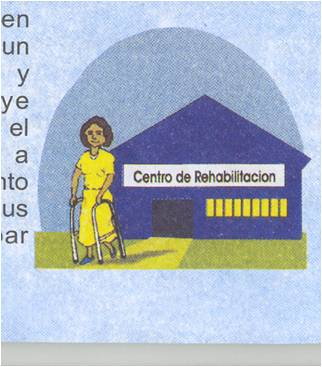 en
un
y
ye
el
a
nto
us
par
Centro de Rehabilitacion